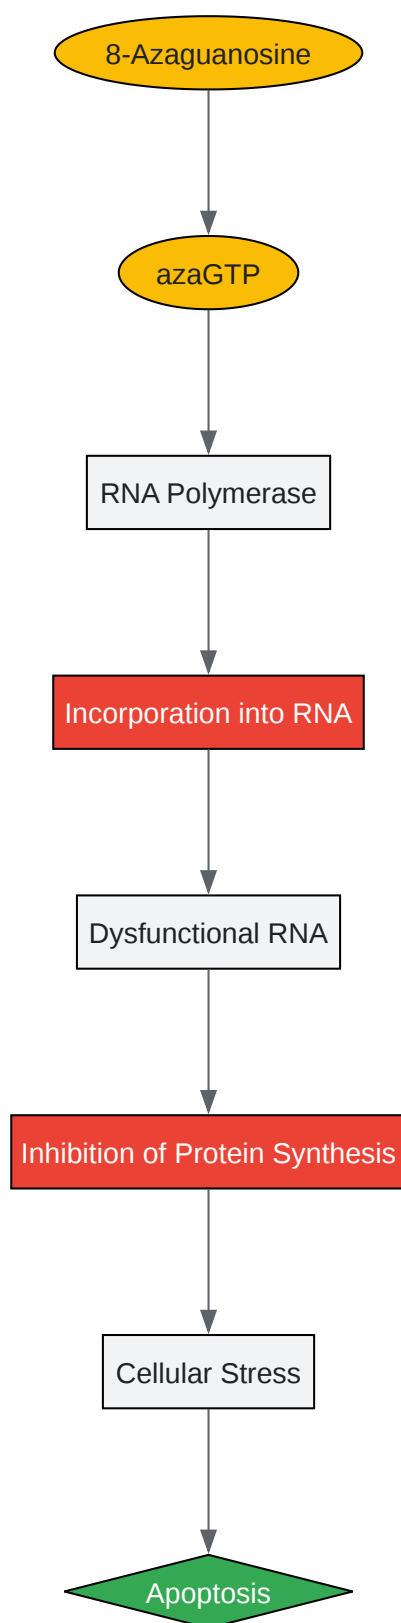 8-Azaguanosine
azaGTP
RNA Polymerase
Incorporation into RNA
Dysfunctional RNA
Inhibition of Protein Synthesis
Cellular Stress
Apoptosis